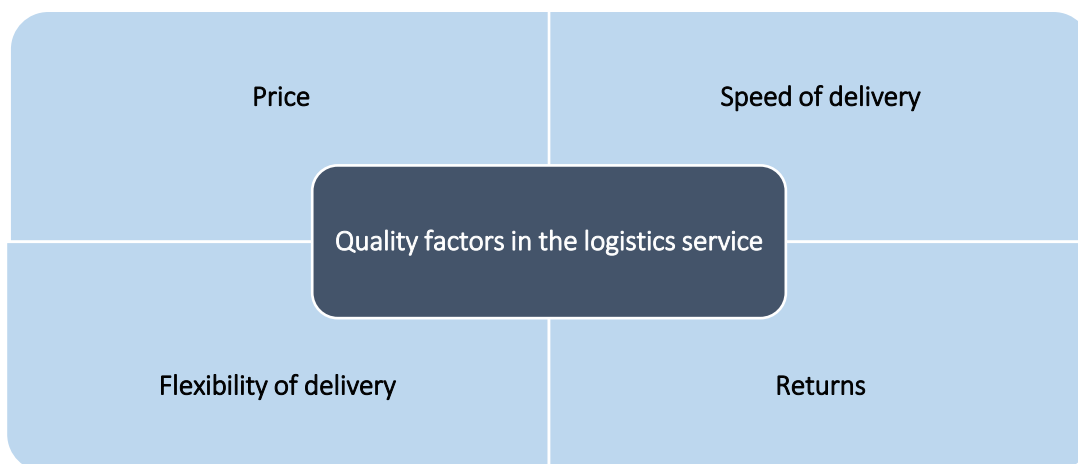 Price
Speed of delivery
Quality factors in the logistics service
Flexibility of delivery
Returns